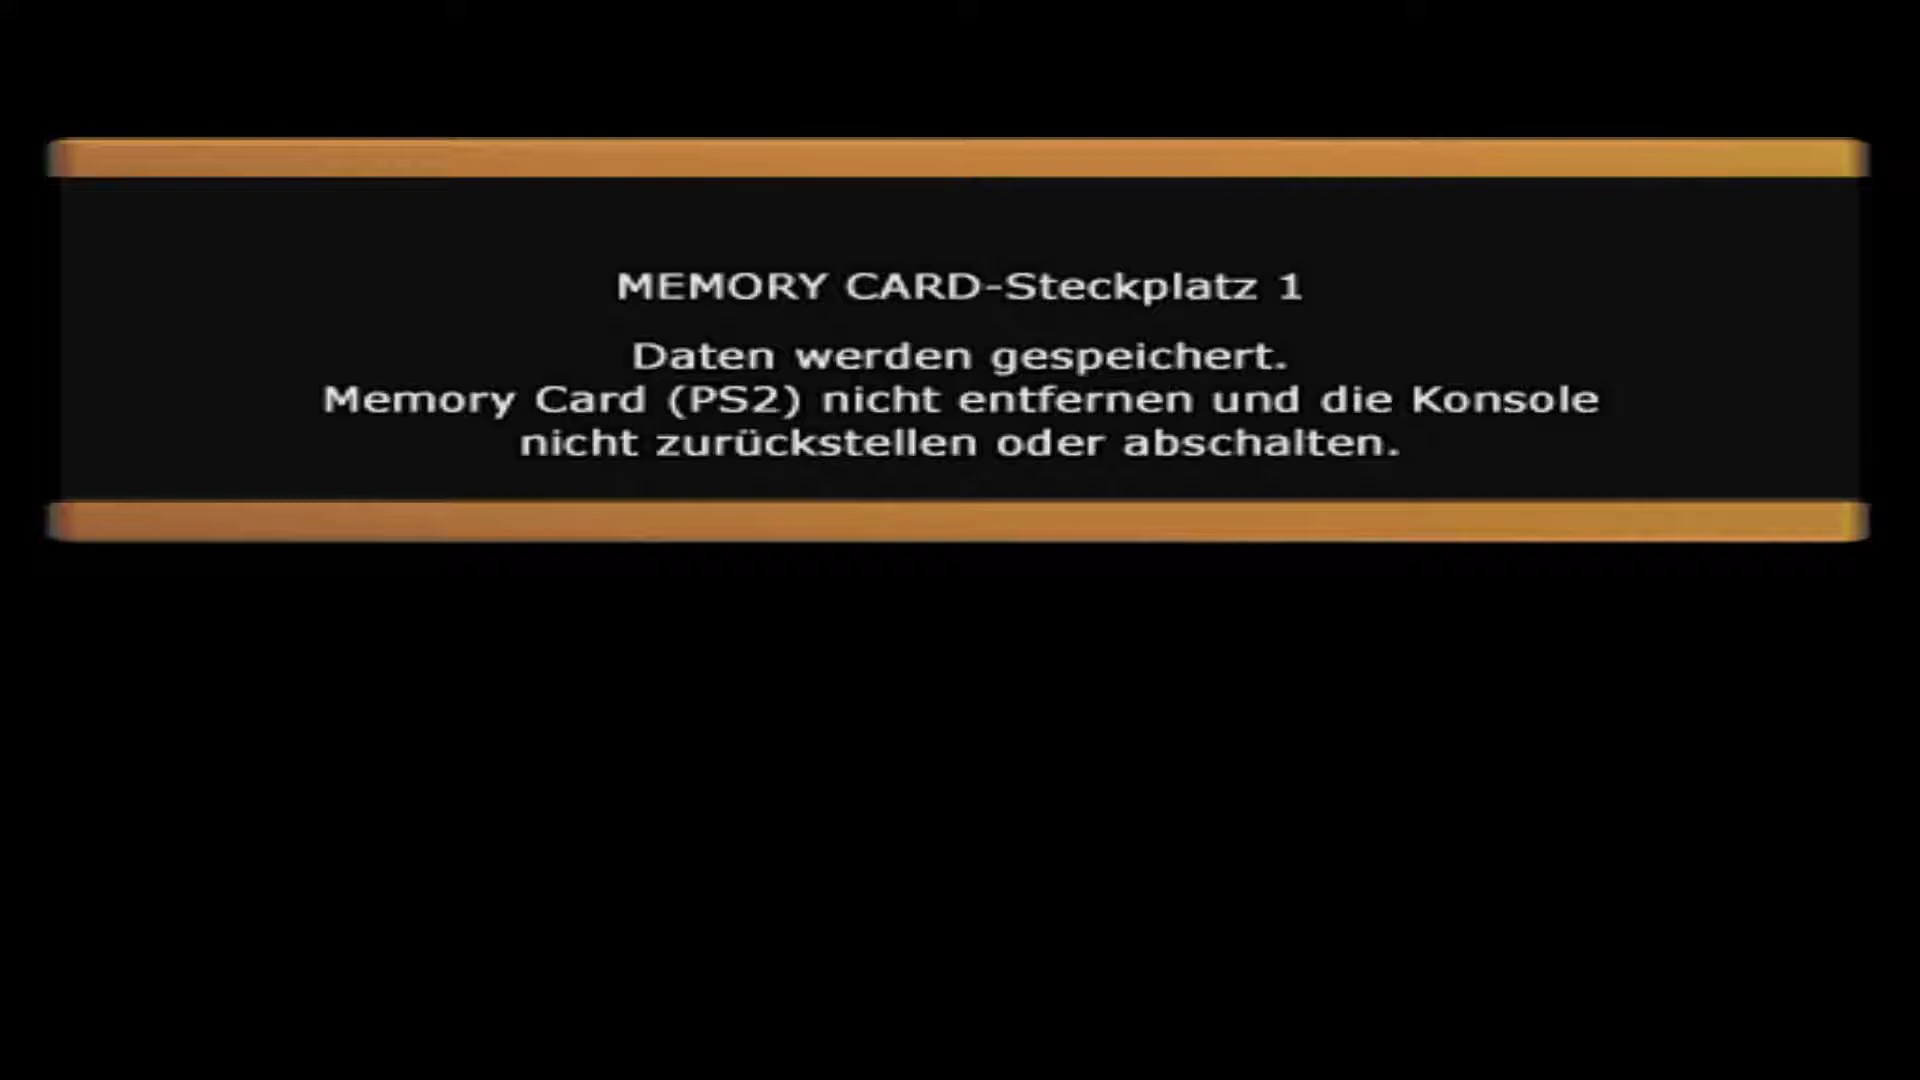 MEMORY CARD-Steckplatz 1
Daten werden gespeichert.
Memory Card (PS2) nicht entfernen und die Konsole
nicht zurückstellen oder abschalten.